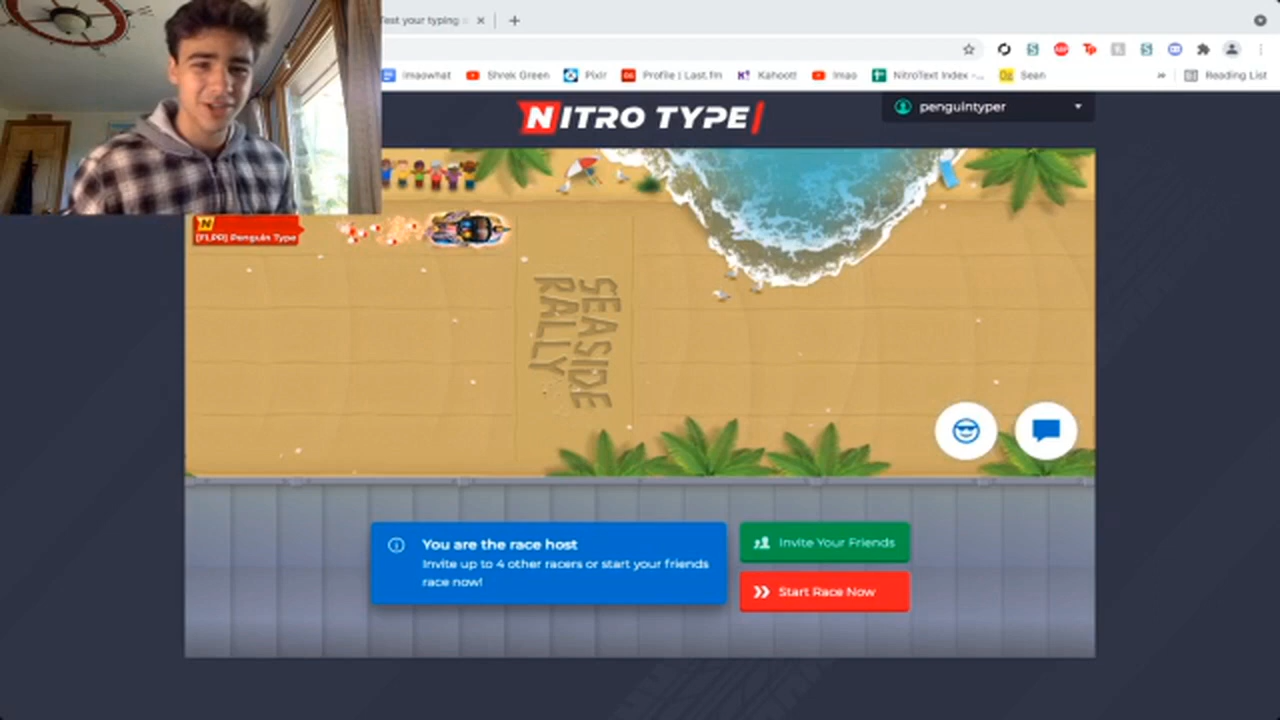 Test your typing
lmaowhat
Shrek Green
Pixlr
Profile | Last.fm
Kahoot!
lmao
NitroText Index -...
Sean
»
Reading List
NITRO TYPE
penguintyper
N
[FLPR] Penguin Type
SEASIDE
RALLY
You are the race host
Invite up to 4 other racers or start your friends
race now!
Invite Your Friends
Start Race Now